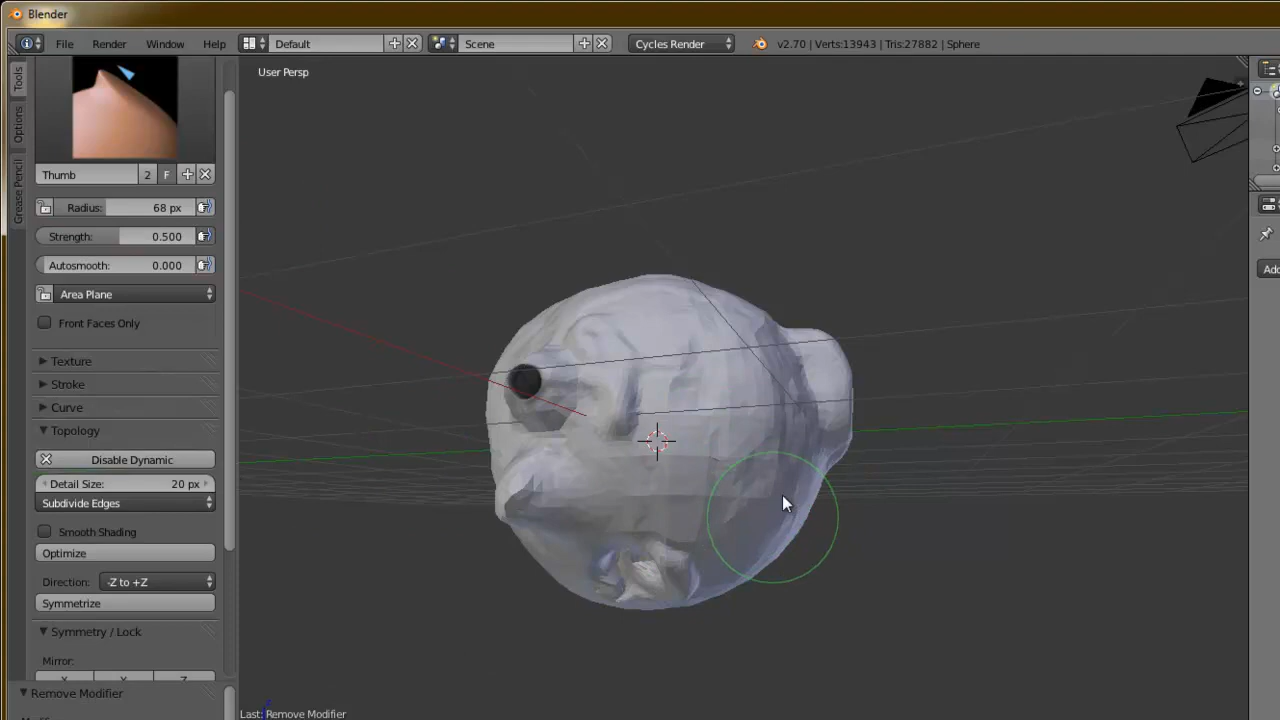 Blender
File Render Window Help Default Scene Cycles Render v2.70 | Verts:13943 | Tris:27882 | Sphere
User Persp
Tools
Options
Grease Pencil
Thumb 2 F
Radius: 68 px
Strength: 0.500
Autosmooth: 0.000
Area Plane
Front Faces Only
Texture
Stroke
Curve
Topology
Disable Dynamic
Detail Size: 20 px
Subdivide Edges
Smooth Shading
Optimize
Direction: -Z to +Z
Symmetrize
Symmetry / Lock
Mirror:
Remove Modifier
Last: Remove Modifier